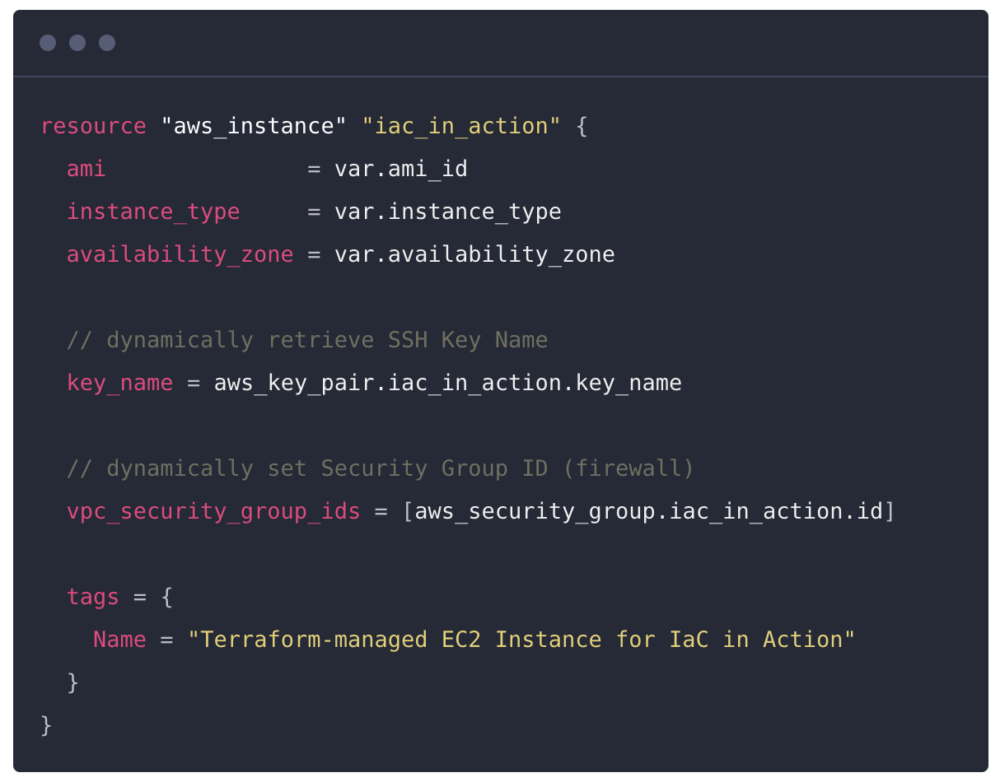 resource "aws_instance" "iac_in_action" {
  ami               = var.ami_id
  instance_type     = var.instance_type
  availability_zone = var.availability_zone

  // dynamically retrieve SSH Key Name
  key_name = aws_key_pair.iac_in_action.key_name

  // dynamically set Security Group ID (firewall)
  vpc_security_group_ids = [aws_security_group.iac_in_action.id]

  tags = {
    Name = "Terraform-managed EC2 Instance for IaC in Action"
  }
}